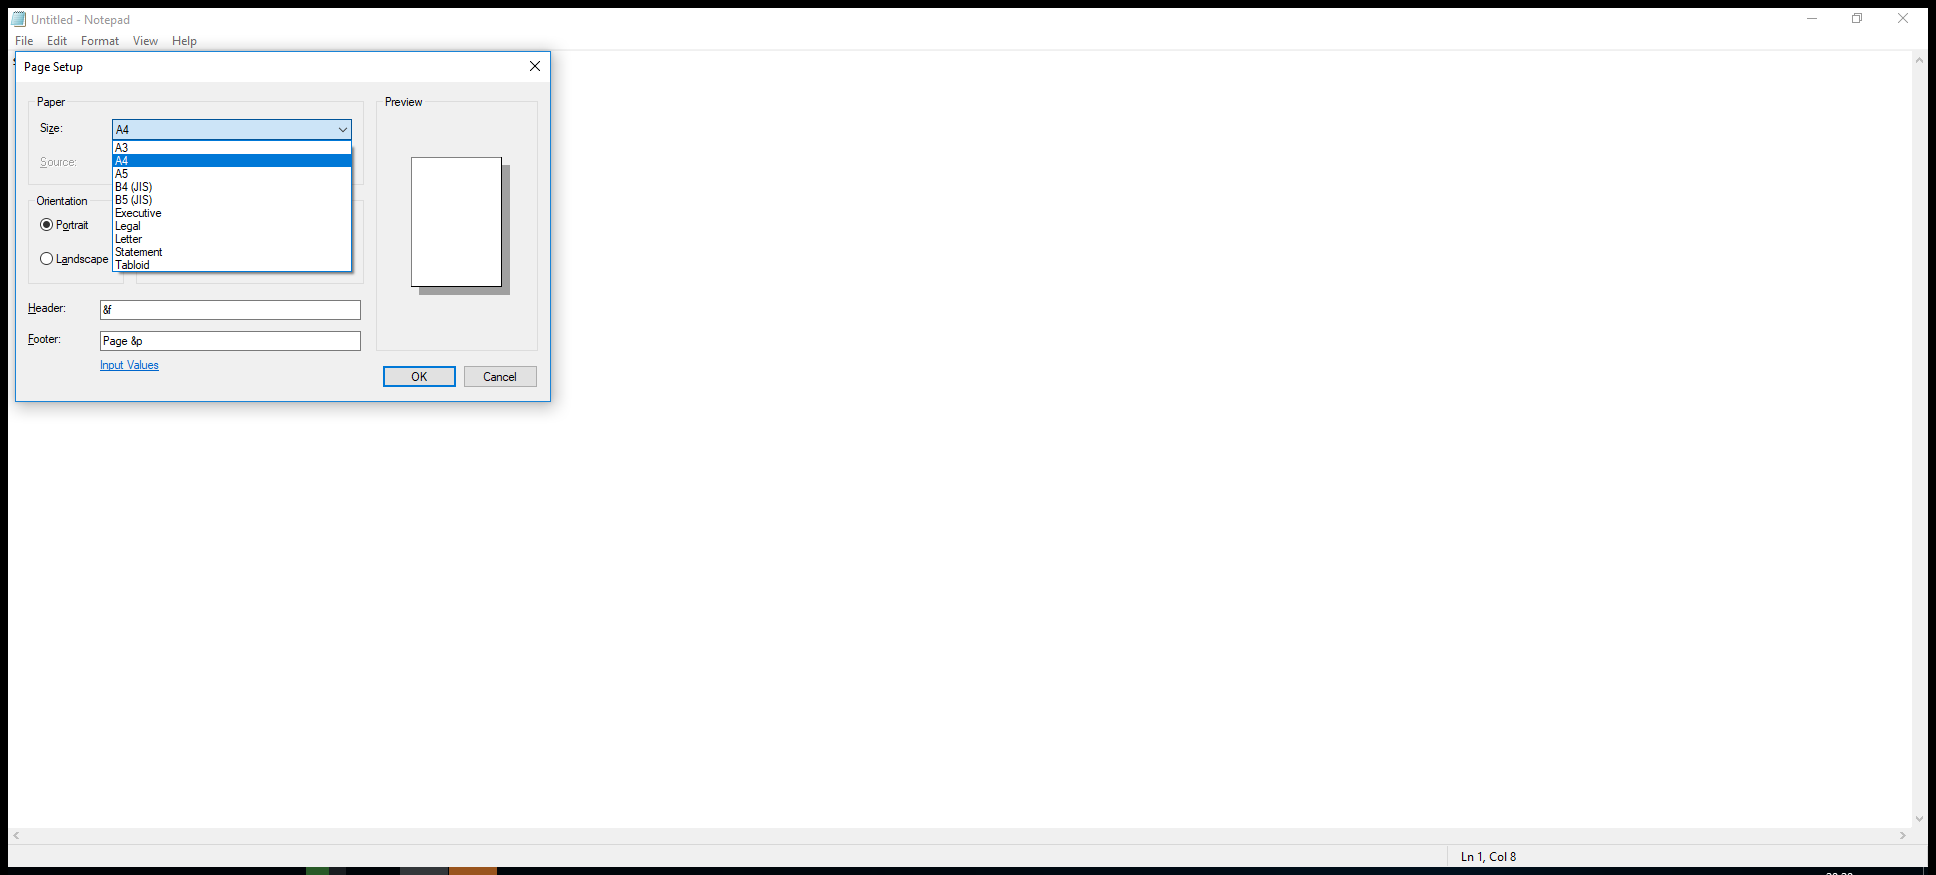 Untitled - Notepad
File Edit Format View Help
Page Setup
Paper
Size: A4
A3
A4
A5
B4 (JIS)
B5 (JIS)
Executive
Legal
Letter
Statement
Tabloid
Source:
Orientation
Portrait
Landscape
Header: &f
Footer: Page &p
Input Values
Preview
OK Cancel
Ln 1, Col 8